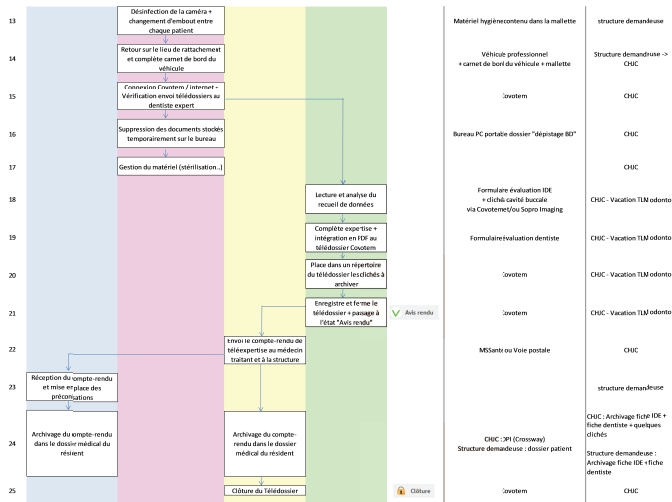 13
Désinfection de la caméra +
changement d'embout entre
chaque patient
Matériel hygiène contenu dans la mallette
structure demandeuse
14
Retour sur le lieu de rattachement
et complète carnet de bord du
véhicule
Véhicule professionnel
+ carnet de bord du véhicule + mallette
Structure demandeuse ->
CHJC
15
Connexion Covotem / internet -
Vérification envoi télédossiers au
dentiste expert
Covotem
CHJC
16
Suppression des documents stockés
temporairement sur le bureau
Bureau PC portable dossier "dépistage BD"
CHJC
17
Gestion du matériel (stérilisation..)
CHJC
18
Lecture et analyse du
recueil de données
Formulaire évaluation IDE
+ clichés cavité buccale
via Covotemet/ou Sopro Imaging
CHJC - Vacation TLM odonto
19
Complète expertise +
intégration en PDF au
télédossier Covotem
Formulaire évaluation dentiste
CHJC - Vacation TLM odonto
20
Place dans un répertoire
du télédossier les clichés à
archiver
Covotem
CHJC - Vacation TLM odonto
21
Enregistre et ferme le
télédossier + passage à
l'état "Avis rendu"
Avis rendu
Covotem
CHJC - Vacation TLM odonto
22
Envoi le compte-rendu de
téléexpertise au médecin
traitant et à la structure
MSSanté ou Voie postale
CHJC
23
Réception du compte-rendu
et mise en place des
préconisations
structure demandeuse
24
Archivage du compte-rendu
dans le dossier médical du
résident
Archivage du compte-
rendu dans le dossier
médical du résident
CHJC : DPI (Crossway)
Structure demandeuse : dossier patient
CHJC : Archivage fiche IDE +
fiche dentiste + quelques
clichés
Structure demandeuse :
Archivage fiche IDE + fiche
dentiste
25
Clôture du Télédossier
Clôture
Covotem
CHJC